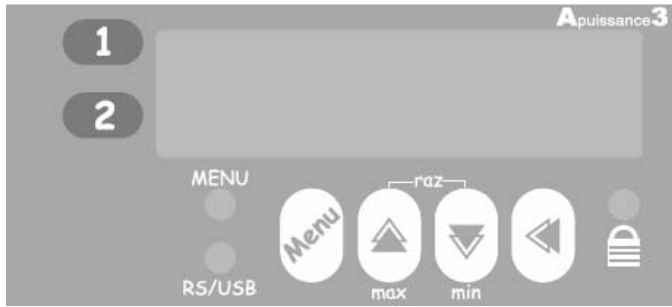 Apuissance3
1
2
MENU
raz
Menu
RS/USB
max
min